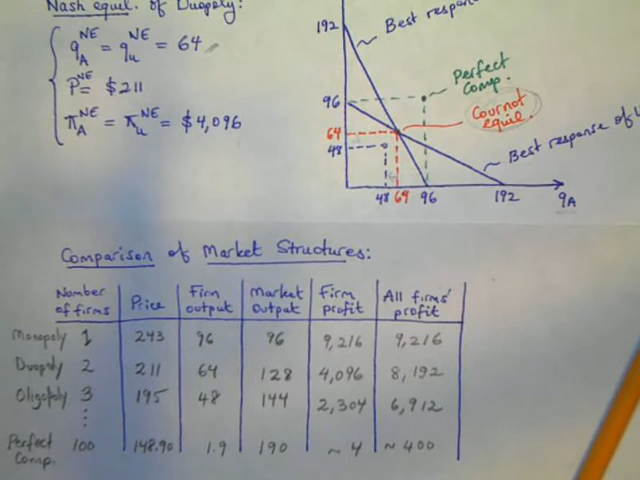 Nash equil. of Duopoly:
q_A^NE = q_u^NE = 64
P^NE = $211
π_A^NE = π_u^NE = $4,096
192
Best respon
96
Perfect
Comp.
64
Cournot
equil.
48
Best response of
48 64 96 192 q_A
Comparison of Market Structures:
Number of firms | Price | Firm output | Market output | Firm profit | All firms' profit
Monopoly 1 | 243 | 96 | 96 | 9,216 | 9,216
Duopoly 2 | 211 | 64 | 128 | 4,096 | 8,192
Oligopoly 3 | 195 | 48 | 144 | 2,304 | 6,912
⋮
Perfect Comp. 100 | 148.90 | 1.9 | 190 | ~ 4 | ~ 400